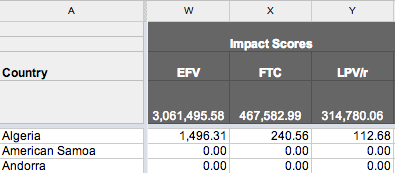 A W X Y
Impact Scores
Country EFV FTC LPV/r
3,061,495.58 467,582.99 314,780.06
Algeria 1,496.31 240.56 112.68
American Samoa 0.00 0.00 0.00
Andorra 0.00 0.00 0.00